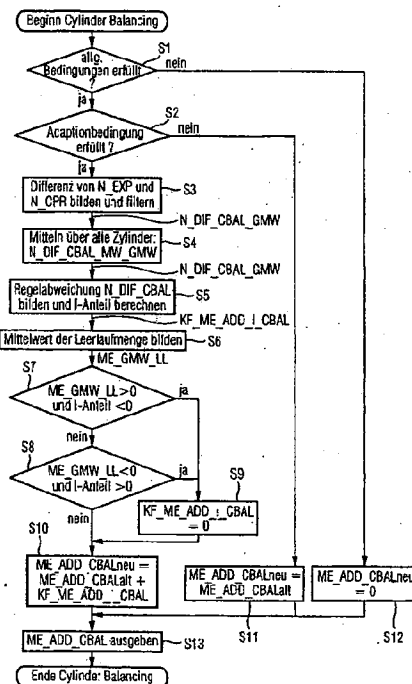 Beginn Cylinder Balancing
S1
allg.
Bedingungen erfüllt
?
nein
ja
S2
Acaptionbedingung
erfüllt ?
nein
ja
Differenz von N_EXP und
N_CPR bilden und filtern
S3
N_DIF_CBAL_GMW
Mitteln über alle Zylinder:
N_DIF_CBAL_MW_GMW
S4
N_DIF_CBAL_GMW
Regelabweichung N_DIF_CBAL
bilden und I-Anteil berechnen
S5
KF_ME_ADD_I_CBAL
Mittelwert der Leerlaufmenge bilden
S6
ME_GMW_LL
S7
ME_GMW_LL>0
und I-Anteil <0
ja
nein
S8
ME_GMW_LL<0
und I-Anteil >0
ja
nein
S9
KF_ME_ADD_I_CBAL
= 0
S10
ME_ADD_CBALneu =
ME_ADD_CBALalt +
KF_ME_ADD_I_CBAL
ME_ADD_CBALneu =
ME_ADD_CBALalt
S11
ME_ADD_CBALneu
= 0
S12
ME_ADD_CBAL ausgeben
S13
Ende Cylinder Balancing